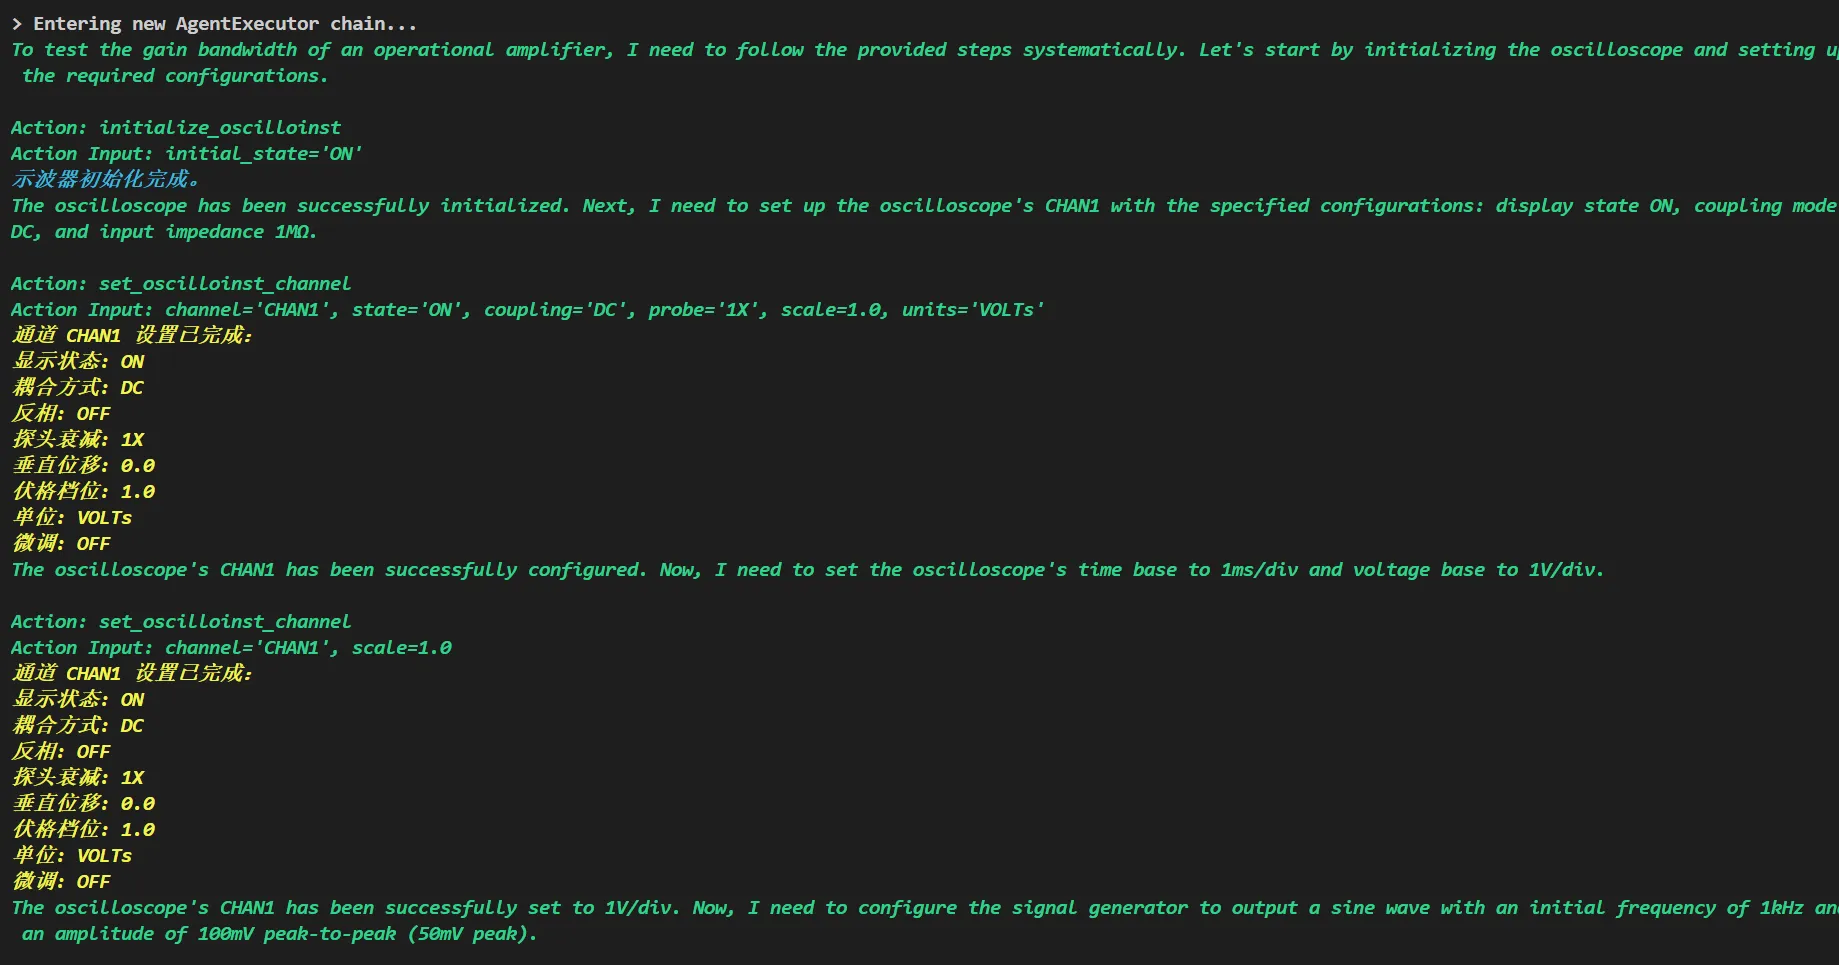 > Entering new AgentExecutor chain...
To test the gain bandwidth of an operational amplifier, I need to follow the provided steps systematically. Let's start by initializing the oscilloscope and setting up
the required configurations.
Action: initialize_oscilloinst
Action Input: initial_state='ON'
示波器初始化完成。
The oscilloscope has been successfully initialized. Next, I need to set up the oscilloscope's CHAN1 with the specified configurations: display state ON, coupling mode
DC, and input impedance 1MΩ.
Action: set_oscilloinst_channel
Action Input: channel='CHAN1', state='ON', coupling='DC', probe='1X', scale=1.0, units='VOLTs'
通道 CHAN1 设置已完成:
显示状态: ON
耦合方式: DC
反相: OFF
探头衰减: 1X
垂直位移: 0.0
伏格档位: 1.0
单位: VOLTs
微调: OFF
The oscilloscope's CHAN1 has been successfully configured. Now, I need to set the oscilloscope's time base to 1ms/div and voltage base to 1V/div.
Action: set_oscilloinst_channel
Action Input: channel='CHAN1', scale=1.0
通道 CHAN1 设置已完成:
显示状态: ON
耦合方式: DC
反相: OFF
探头衰减: 1X
垂直位移: 0.0
伏格档位: 1.0
单位: VOLTs
微调: OFF
The oscilloscope's CHAN1 has been successfully set to 1V/div. Now, I need to configure the signal generator to output a sine wave with an initial frequency of 1kHz and
an amplitude of 100mV peak-to-peak (50mV peak).